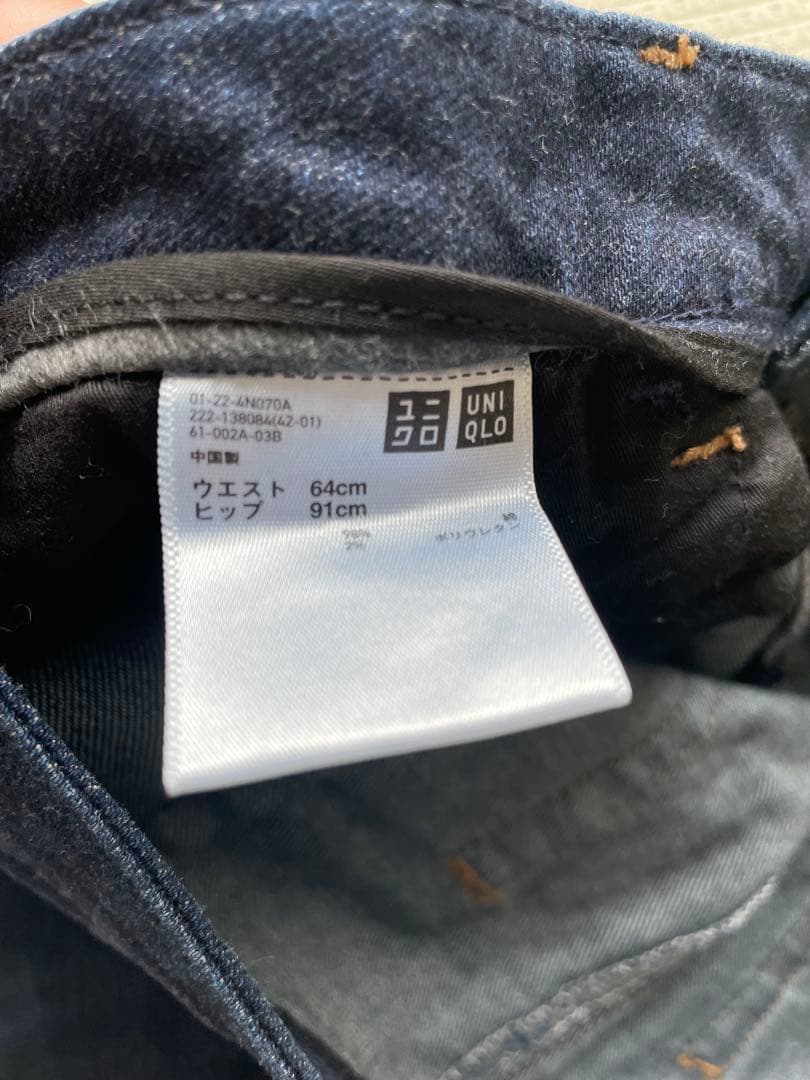 01-22-4N070A
222-138084(42-01)
61-002A-03B
中国製
ユニクロ
UNIQLO
ウエスト 64cm
ヒップ 91cm
98% 綿
2% ポリウレタン